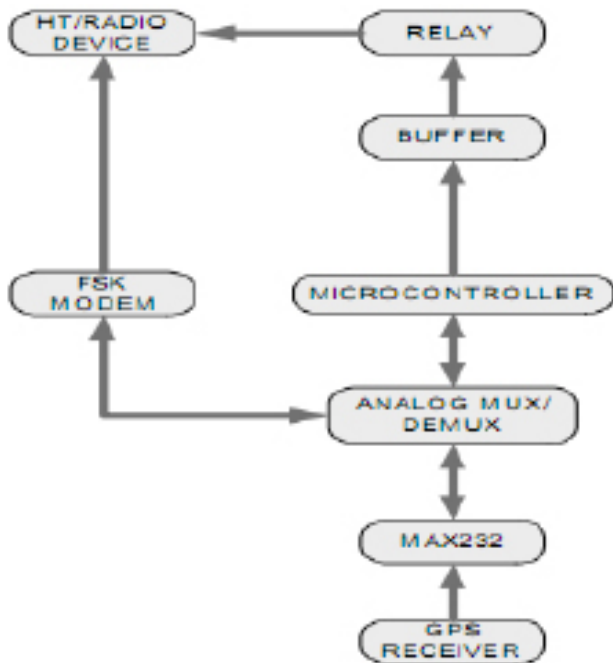 HT/RADIO
DEVICE
RELAY
BUFFER
FSK
MODEM
MICROCONTROLLER
ANALOG MUX/
DEMUX
MAX232
GPS
RECEIVER